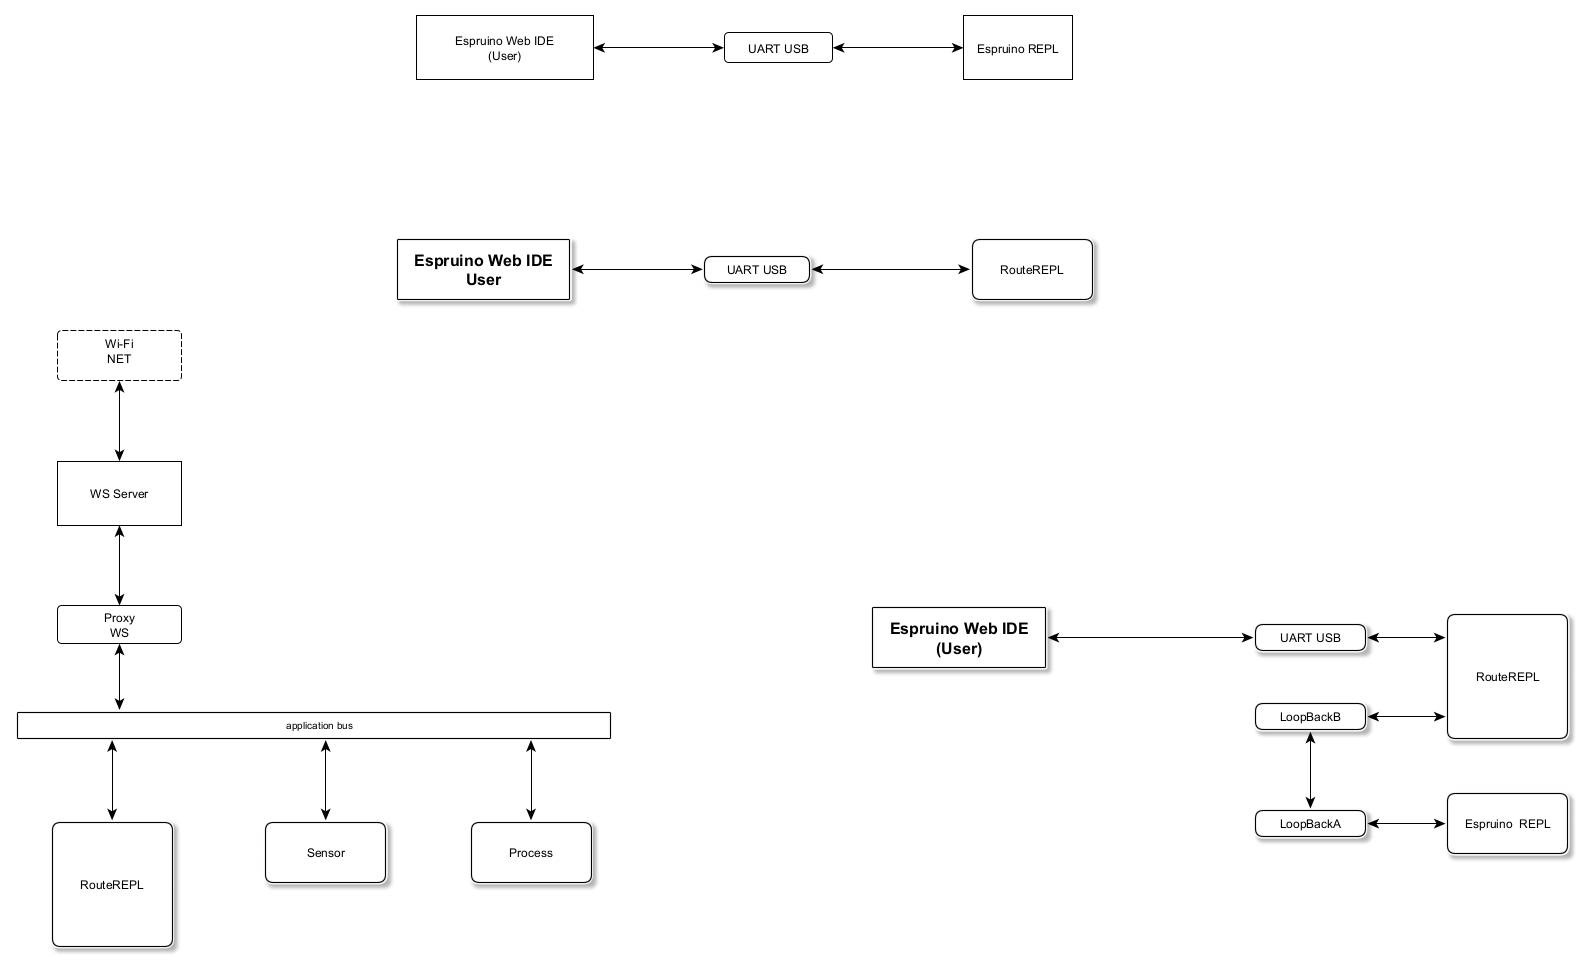 Espruino Web IDE
(User)
UART USB
Espruino REPL
Espruino Web IDE
User
UART USB
RouteREPL
Wi-Fi
NET
WS Server
Proxy
WS
application bus
RouteREPL
Sensor
Process
Espruino Web IDE
(User)
UART USB
RouteREPL
LoopBackB
LoopBackA
Espruino  REPL